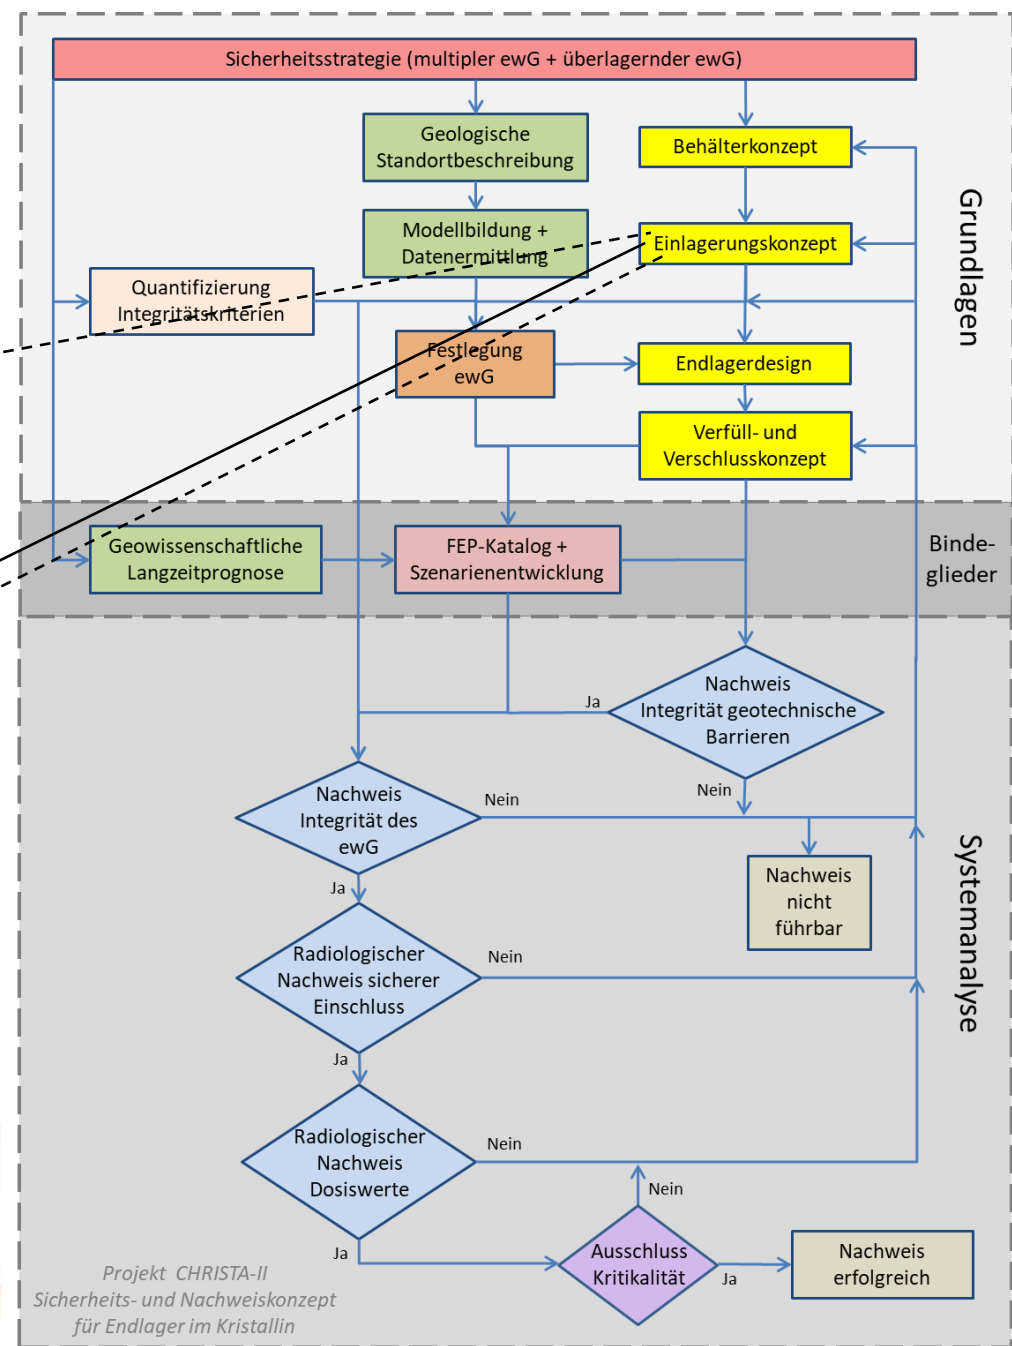 Sicherheitsstrategie (multipler ewG + überlagernder ewG)
Geologische
Standortbeschreibung
Behälterkonzept
Modellbildung +
Datenermittlung
Einlagerungskonzept
Quantifizierung
Integritätskriterien
Festlegung
ewG
Endlagerdesign
Verfüll- und
Verschlusskonzept
Grundlagen
Geowissenschaftliche
Langzeitprognose
FEP-Katalog +
Szenarienentwicklung
Binde-
glieder
Nachweis
Integrität geotechnische
Barrieren
Ja
Nein
Nachweis
Integrität des
ewG
Nein
Ja
Nachweis
nicht
führbar
Systemanalyse
Radiologischer
Nachweis sicherer
Einschluss
Nein
Ja
Radiologischer
Nachweis
Dosiswerte
Nein
Ja
Nein
Ausschluss
Kritikalität
Ja
Nachweis
erfolgreich
Projekt CHRISTA-II
Sicherheits- und Nachweiskonzept
für Endlager im Kristallin